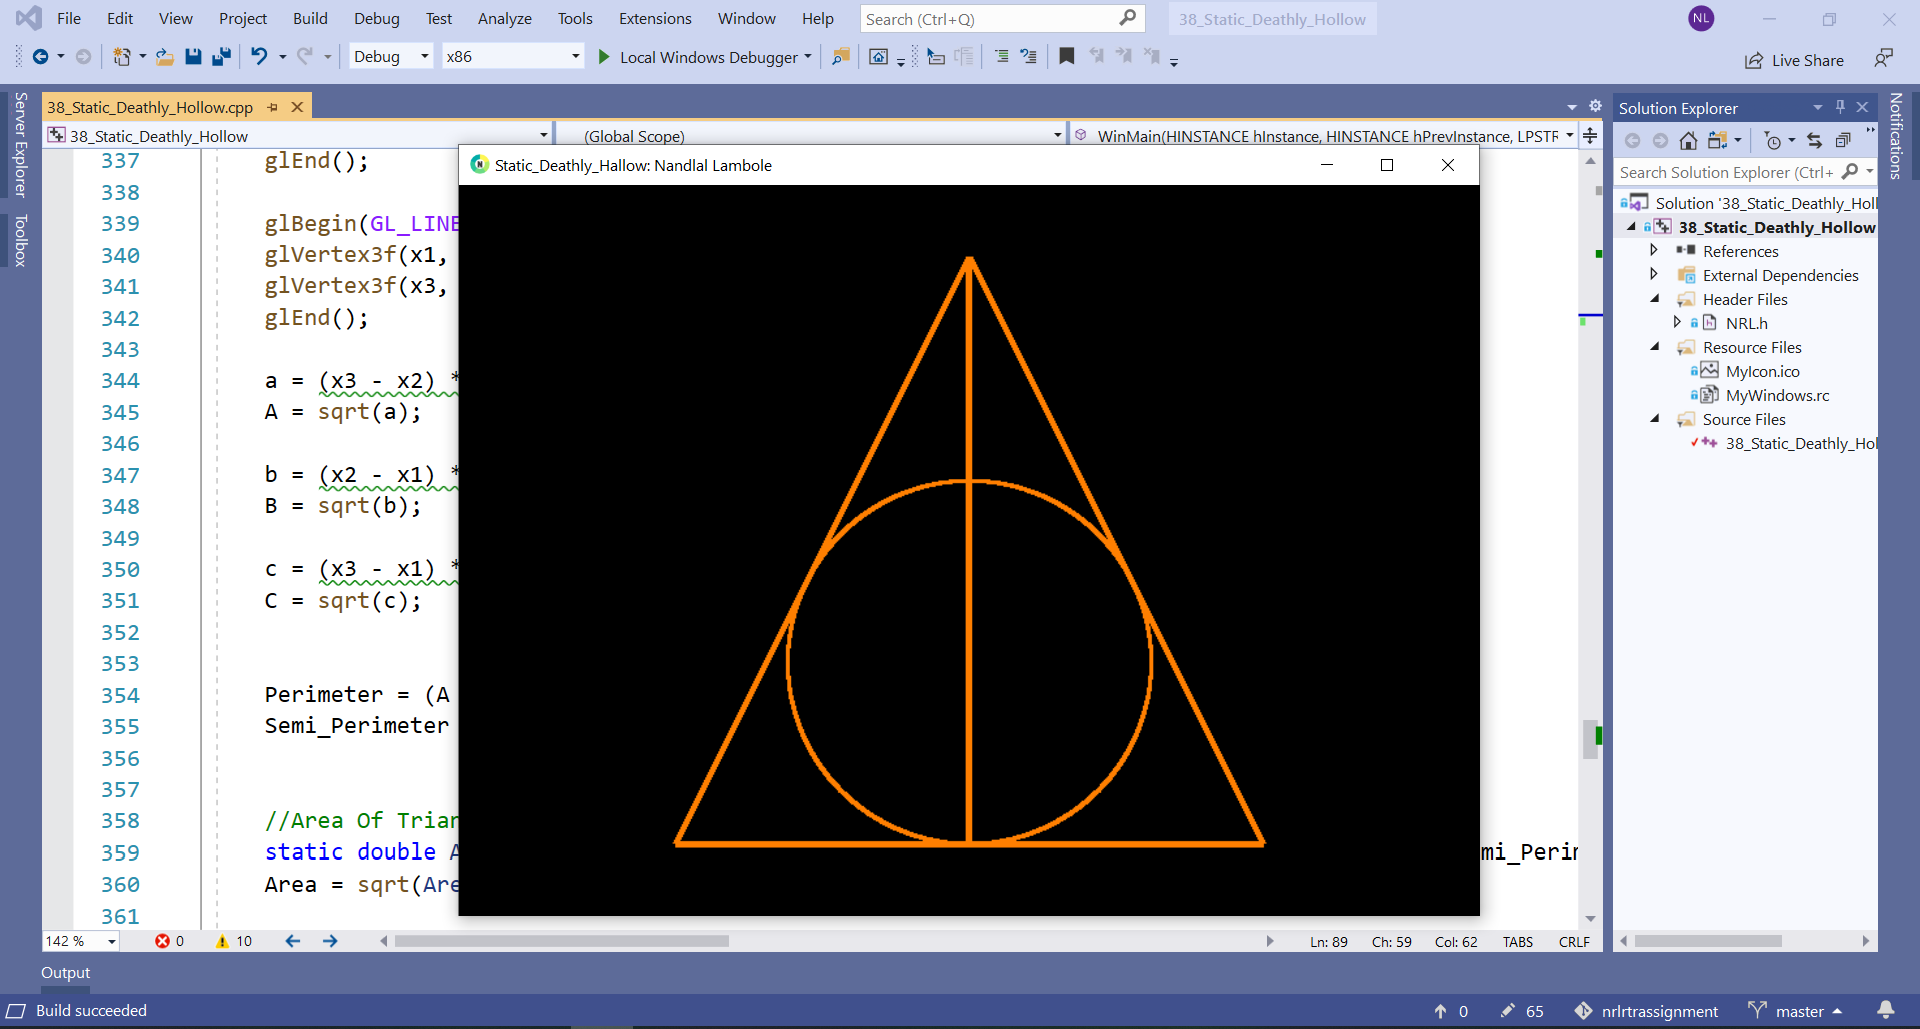 File Edit View Project Build Debug Test Analyze Tools Extensions Window Help Search (Ctrl+Q) 38_Static_Deathly_Hollow NL
Debug x86 Local Windows Debugger Live Share
Server Explorer
Toolbox
38_Static_Deathly_Hollow.cpp
38_Static_Deathly_Hollow (Global Scope) WinMain(HINSTANCE hInstance, HINSTANCE hPrevInstance, LPSTR
337 glEnd();
338
339 glBegin(GL_LINE
340 glVertex3f(x1,
341 glVertex3f(x3,
342 glEnd();
343
344 a = (x3 - x2) *
345 A = sqrt(a);
346
347 b = (x2 - x1) *
348 B = sqrt(b);
349
350 c = (x3 - x1) *
351 C = sqrt(c);
352
353
354 Perimeter = (A
355 Semi_Perimeter
356
357
358 //Area Of Trian
359 static double A mi_Perim
360 Area = sqrt(Are
361
Static_Deathly_Hallow: Nandlal Lambole
Solution Explorer
Search Solution Explorer (Ctrl+
Solution '38_Static_Deathly_Holl
38_Static_Deathly_Hollow
References
External Dependencies
Header Files
NRL.h
Resource Files
MyIcon.ico
MyWindows.rc
Source Files
38_Static_Deathly_Hol
Notifications
142 % 0 10 Ln: 89 Ch: 59 Col: 62 TABS CRLF
Output
Build succeeded 0 65 nrlrtrassignment master